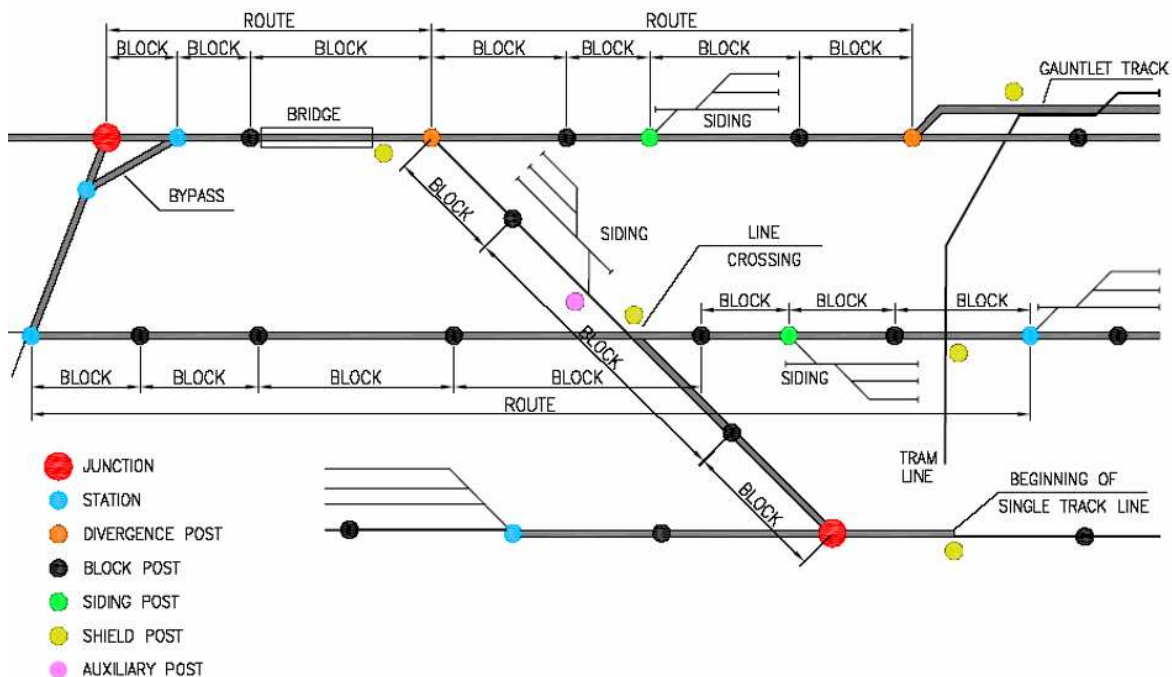 ROUTE
ROUTE
BLOCK
BLOCK
BLOCK
BLOCK
BLOCK
BLOCK
BLOCK
GAUNTLET TRACK
BRIDGE
SIDING
BYPASS
BLOCK
SIDING
LINE
CROSSING
BLOCK
BLOCK
BLOCK
BLOCK
BLOCK
BLOCK
BLOCK
BLOCK
SIDING
ROUTE
BLOCK
TRAM
LINE
BEGINNING OF
SINGLE TRACK LINE
BLOCK
JUNCTION
STATION
DIVERGENCE POST
BLOCK POST
SIDING POST
SHIELD POST
AUXILIARY POST